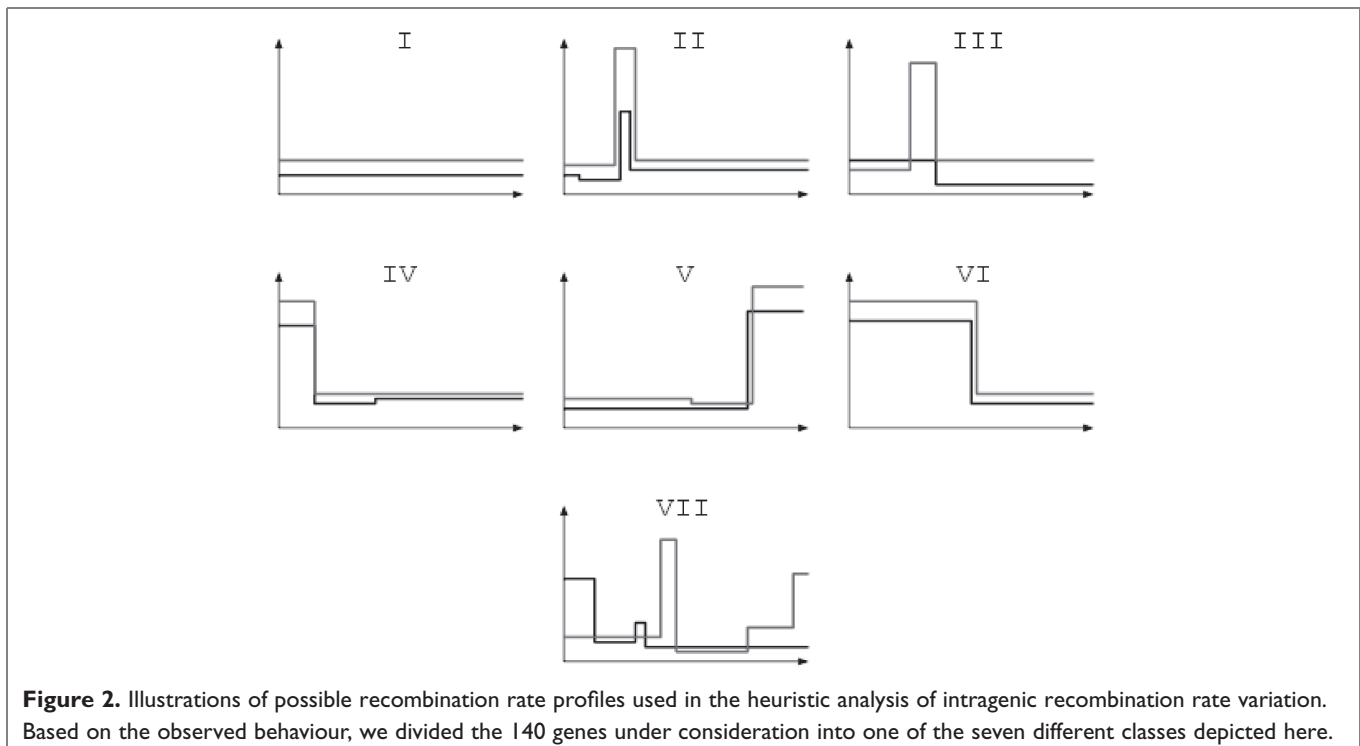 I
II
III
IV
V
VI
VII
Figure 2. Illustrations of possible recombination rate profiles used in the heuristic analysis of intragenic recombination rate variation.
Based on the observed behaviour, we divided the 140 genes under consideration into one of the seven different classes depicted here.